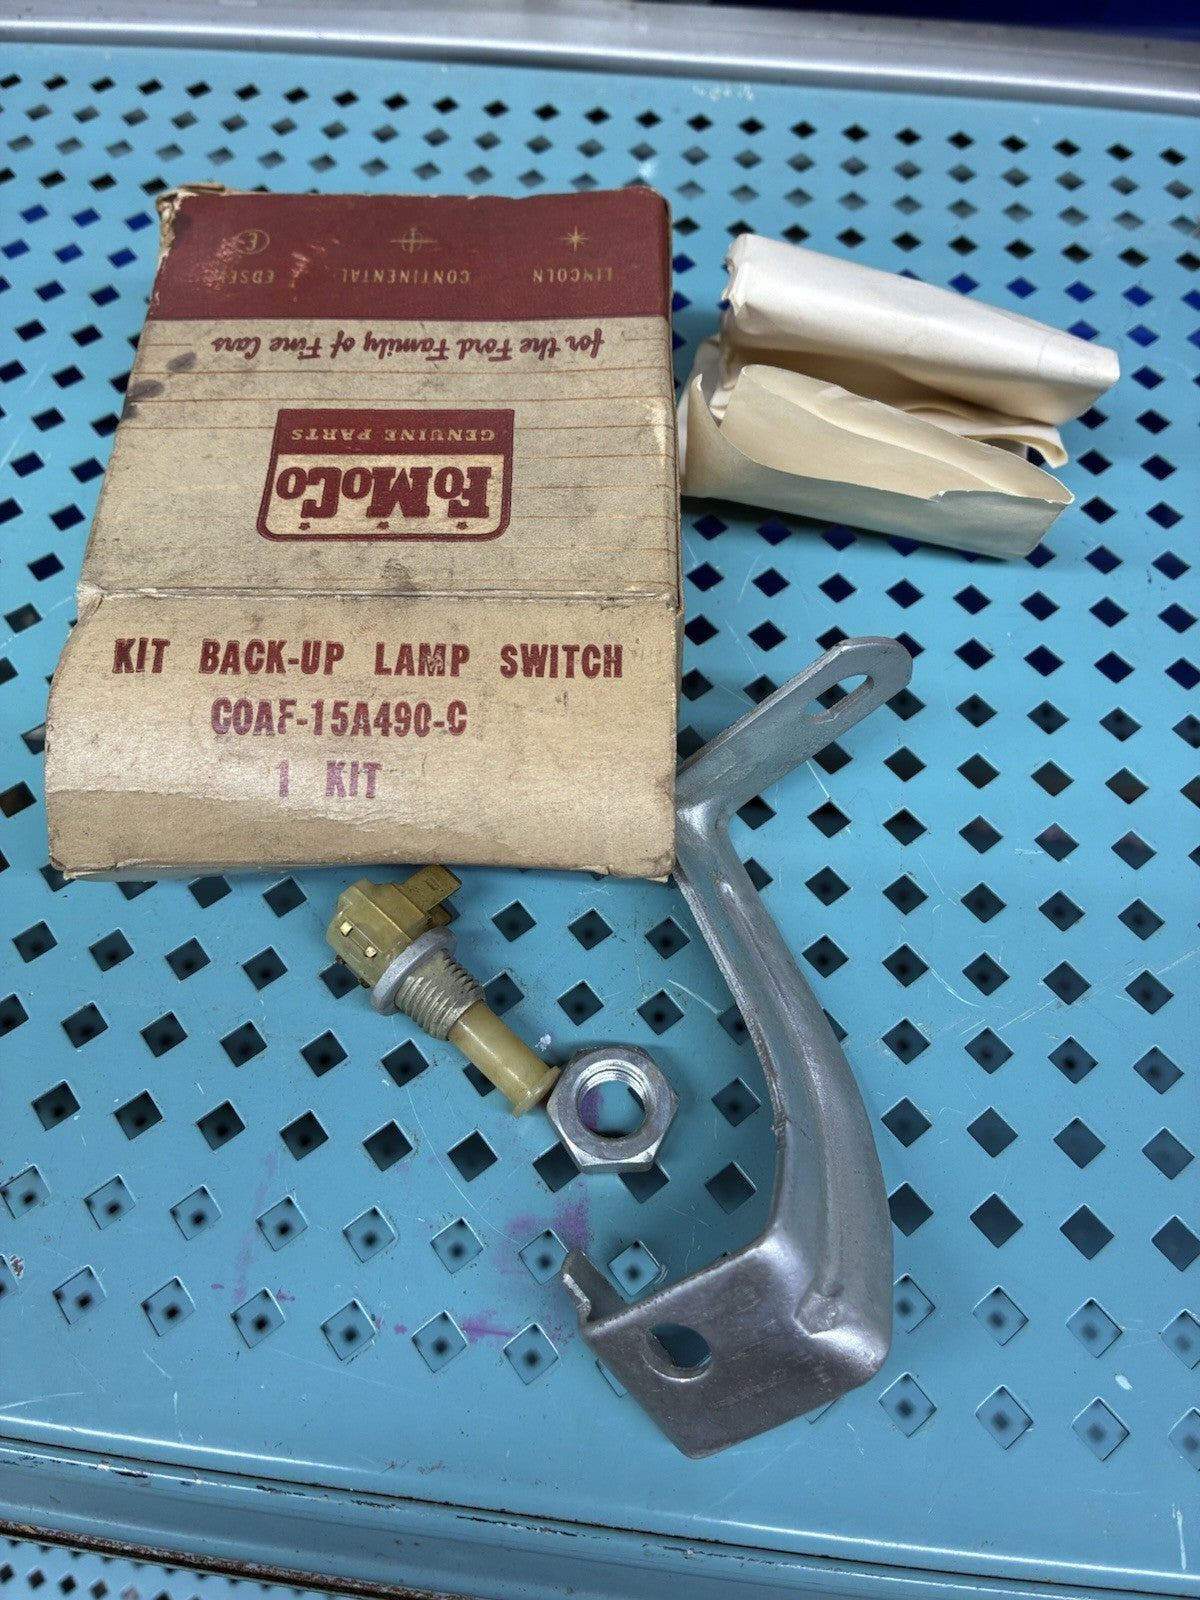 KIT BACK-UP LAMP SWITCH
COAF-15A490-C
1 KIT
FoMoCo
GENUINE PARTS
for the Ford Family of Fine Cars
LINCOLN CONTINENTAL EDSEL
E